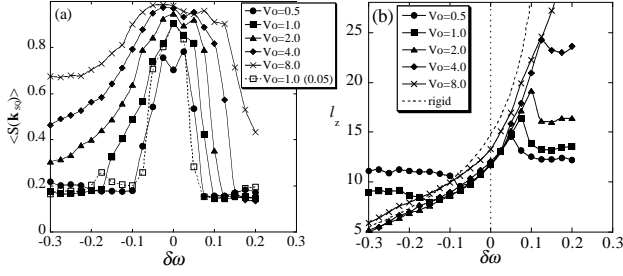 (a)
<S(k_sq)>
0.8
0.6
0.4
0.2
0
-0.3 -0.2 -0.1 0 0.1 0.2 0.3
δω
Vo=0.5
Vo=1.0
Vo=2.0
Vo=4.0
Vo=8.0
Vo=1.0 (0.05)
(b)
l_z
25
20
15
10
5
-0.3 -0.2 -0.1 0 0.1 0.2 0.3
δω
Vo=0.5
Vo=1.0
Vo=2.0
Vo=4.0
Vo=8.0
rigid